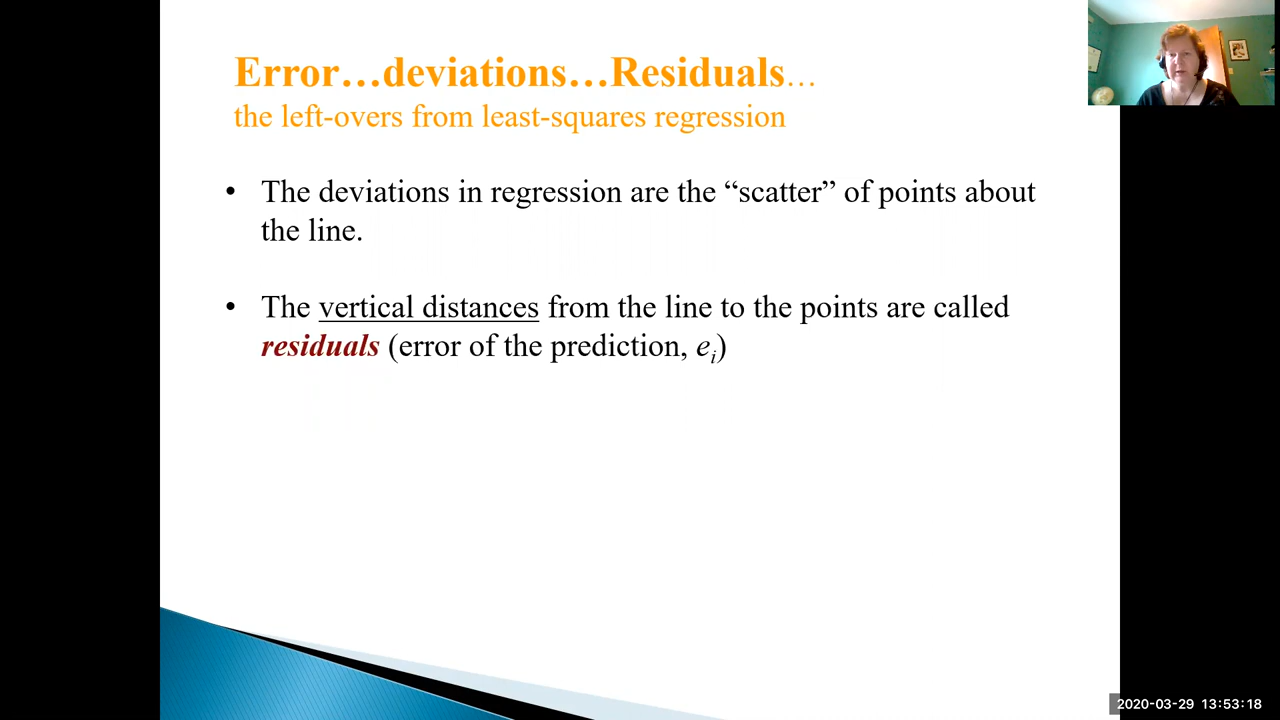 Error…deviations…Residuals…
the left-overs from least-squares regression
• The deviations in regression are the “scatter” of points about
the line.
• The vertical distances from the line to the points are called
residuals (error of the prediction, eᵢ)
2020-03-29 13:53:18